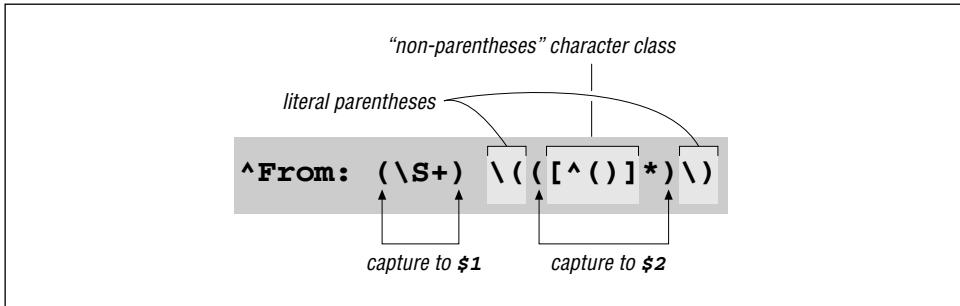 “non-parentheses” character class
literal parentheses
^From: (\S+) \(([^()]*)\)
capture to $1 capture to $2